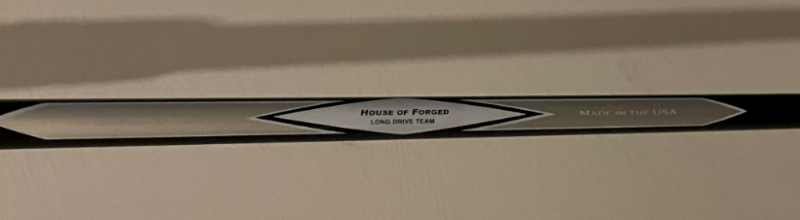 House of Forged
LONG DRIVE TEAM
Made in the USA